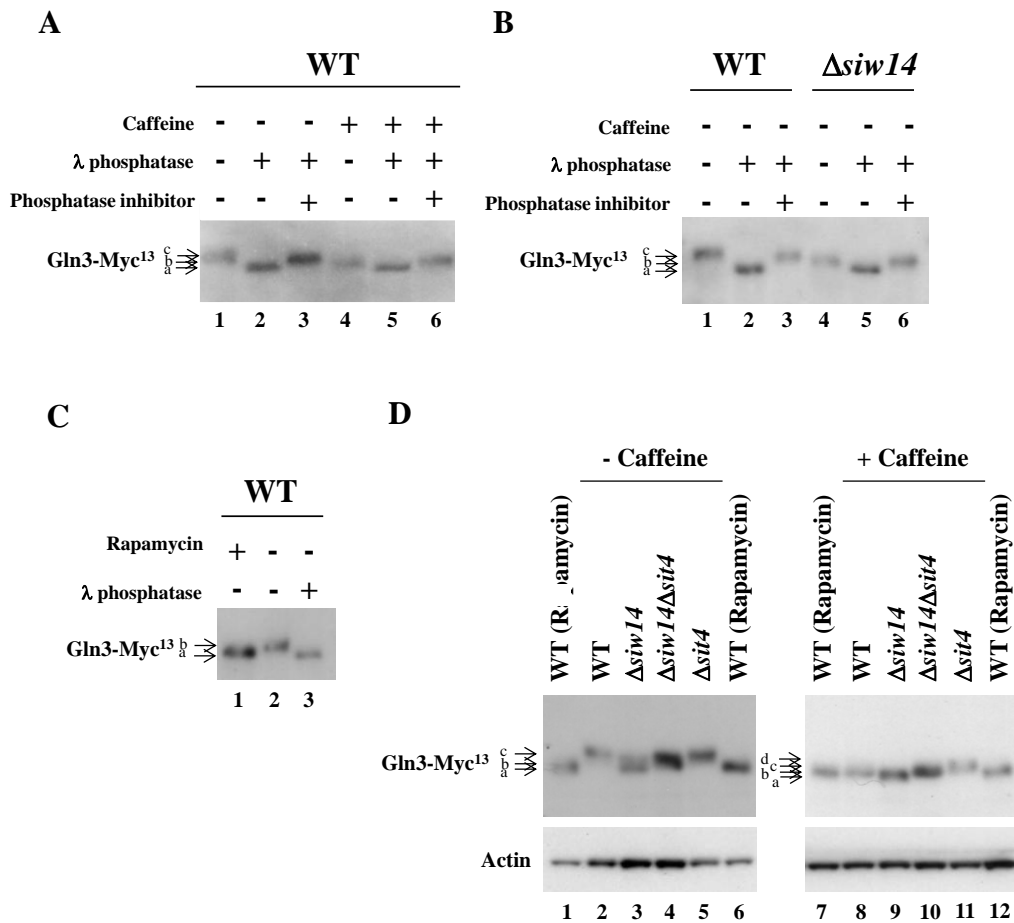 A
WT
Caffeine - - - + + +
λ phosphatase - + + - + +
Phosphatase inhibitor - - + - - +
Gln3-Myc13 c b a
1 2 3 4 5 6
B
WT Δsiw14
Caffeine - - - - - -
λ phosphatase - + + - + +
Phosphatase inhibitor - - + - - +
Gln3-Myc13 c b a
1 2 3 4 5 6
C
WT
Rapamycin + - -
λ phosphatase - - +
Gln3-Myc13 b a
1 2 3
D
- Caffeine + Caffeine
WT WT Δsiw14 Δsiw14Δsit4 Δsit4 WT (Rapamycin) WT (Rapamycin) WT Δsiw14 Δsiw14Δsit4 Δsit4 WT (Rapamycin)
Gln3-Myc13 c b a d c b a
Actin
1 2 3 4 5 6 7 8 9 10 11 12